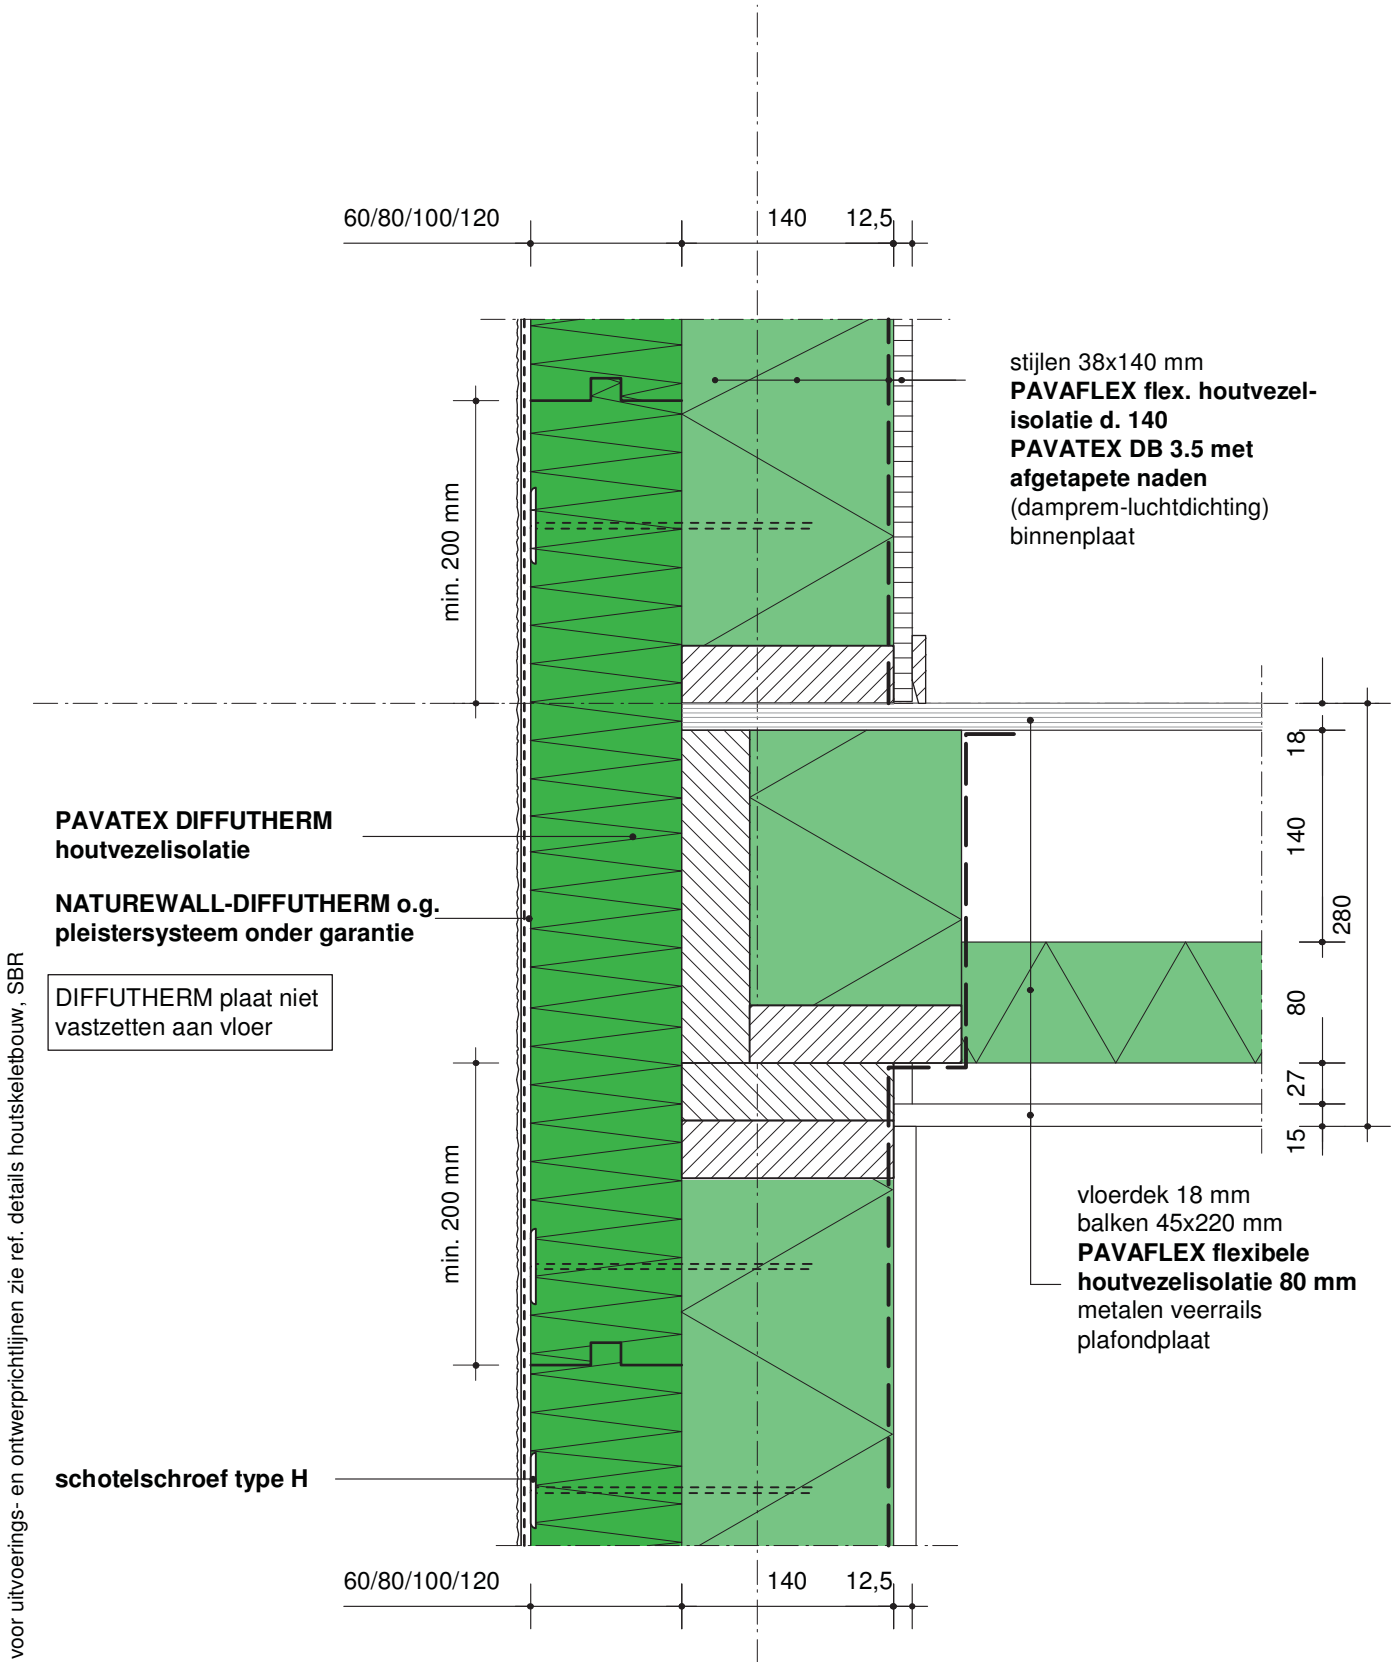 60/80/100/120
140
12,5
stijlen 38x140 mm
PAVAFLEX flex. houtvezel-
isolatie d. 140
PAVATEX DB 3.5 met
afgetapete naden
(damprem-luchtdichting)
binnenplaat
min. 200 mm
18
140
280
80
27
15
PAVATEX DIFFUTHERM
houtvezelisolatie
NATUREWALL-DIFFUTHERM o.g.
pleistersysteem onder garantie
DIFFUTHERM plaat niet
vastzetten aan vloer
min. 200 mm
vloerdek 18 mm
balken 45x220 mm
PAVAFLEX flexibele
houtvezelisolatie 80 mm
metalen veerrails
plafondplaat
schotelschroef type H
60/80/100/120
140
12,5
voor uitvoerings- en ontwerprichtlijnen zie ref. details houtskeletbouw, SBR